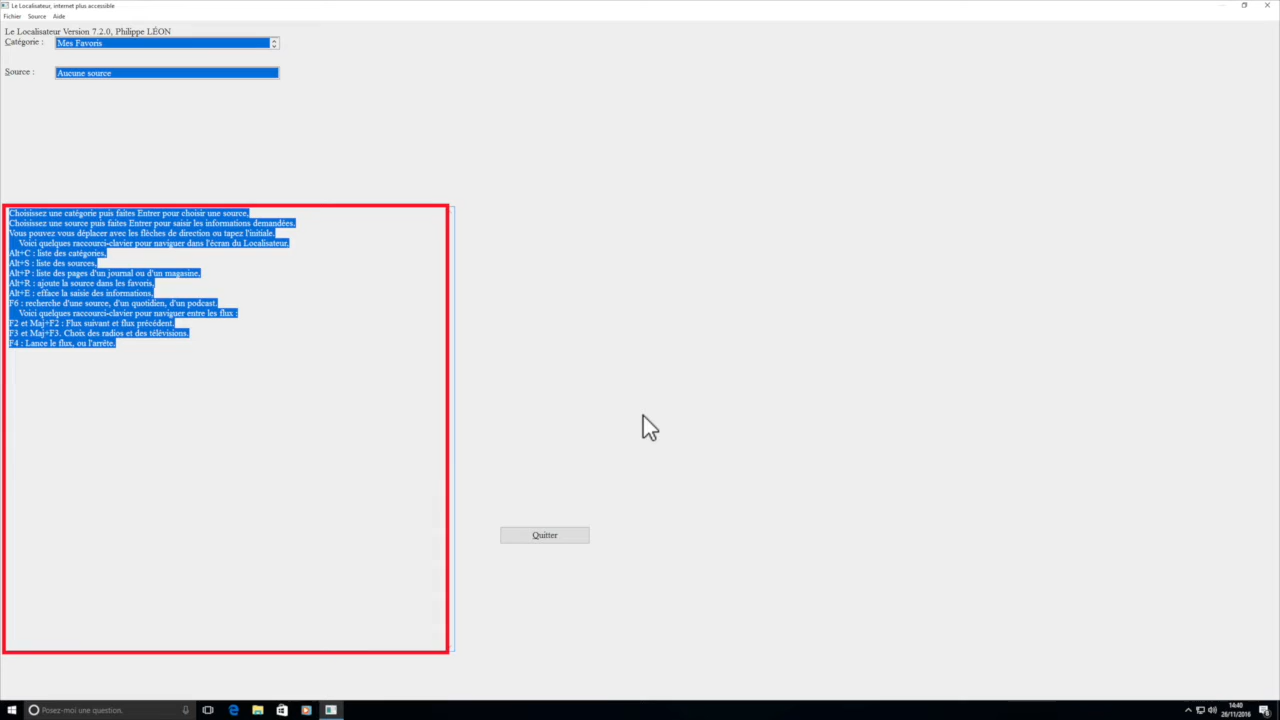 Le Localisateur, internet plus accessible
Fichier Source Aide
Le Localisateur Version 7.2.0, Philippe LÉON
Catégorie : Mes Favoris
Source : Aucune source
Choisissez une catégorie puis faites Entrer pour choisir une source,
Choisissez une source puis faites Entrer pour saisir les informations demandées.
Vous pouvez vous déplacer avec les flèches de direction ou tapez l'initiale.
Voici quelques raccourci-clavier pour naviguer dans l'écran du Localisateur,
Alt+C : liste des catégories,
Alt+S : liste des sources,
Alt+P : liste des pages d'un journal ou d'un magasine,
Alt+R : ajoute la source dans les favoris,
Alt+E : efface la saisie des informations,
F6 : recherche d'une source, d'un quotidien, d'un podcast.
Voici quelques raccourci-clavier pour naviguer entre les flux :
F2 et Maj+F2 : Flux suivant et flux précédent.
F3 et Maj+F3. Choix des radios et des télévisions.
F4 : Lance le flux, ou l'arrête.
Quitter
Posez-moi une question.
14:40
26/11/2016